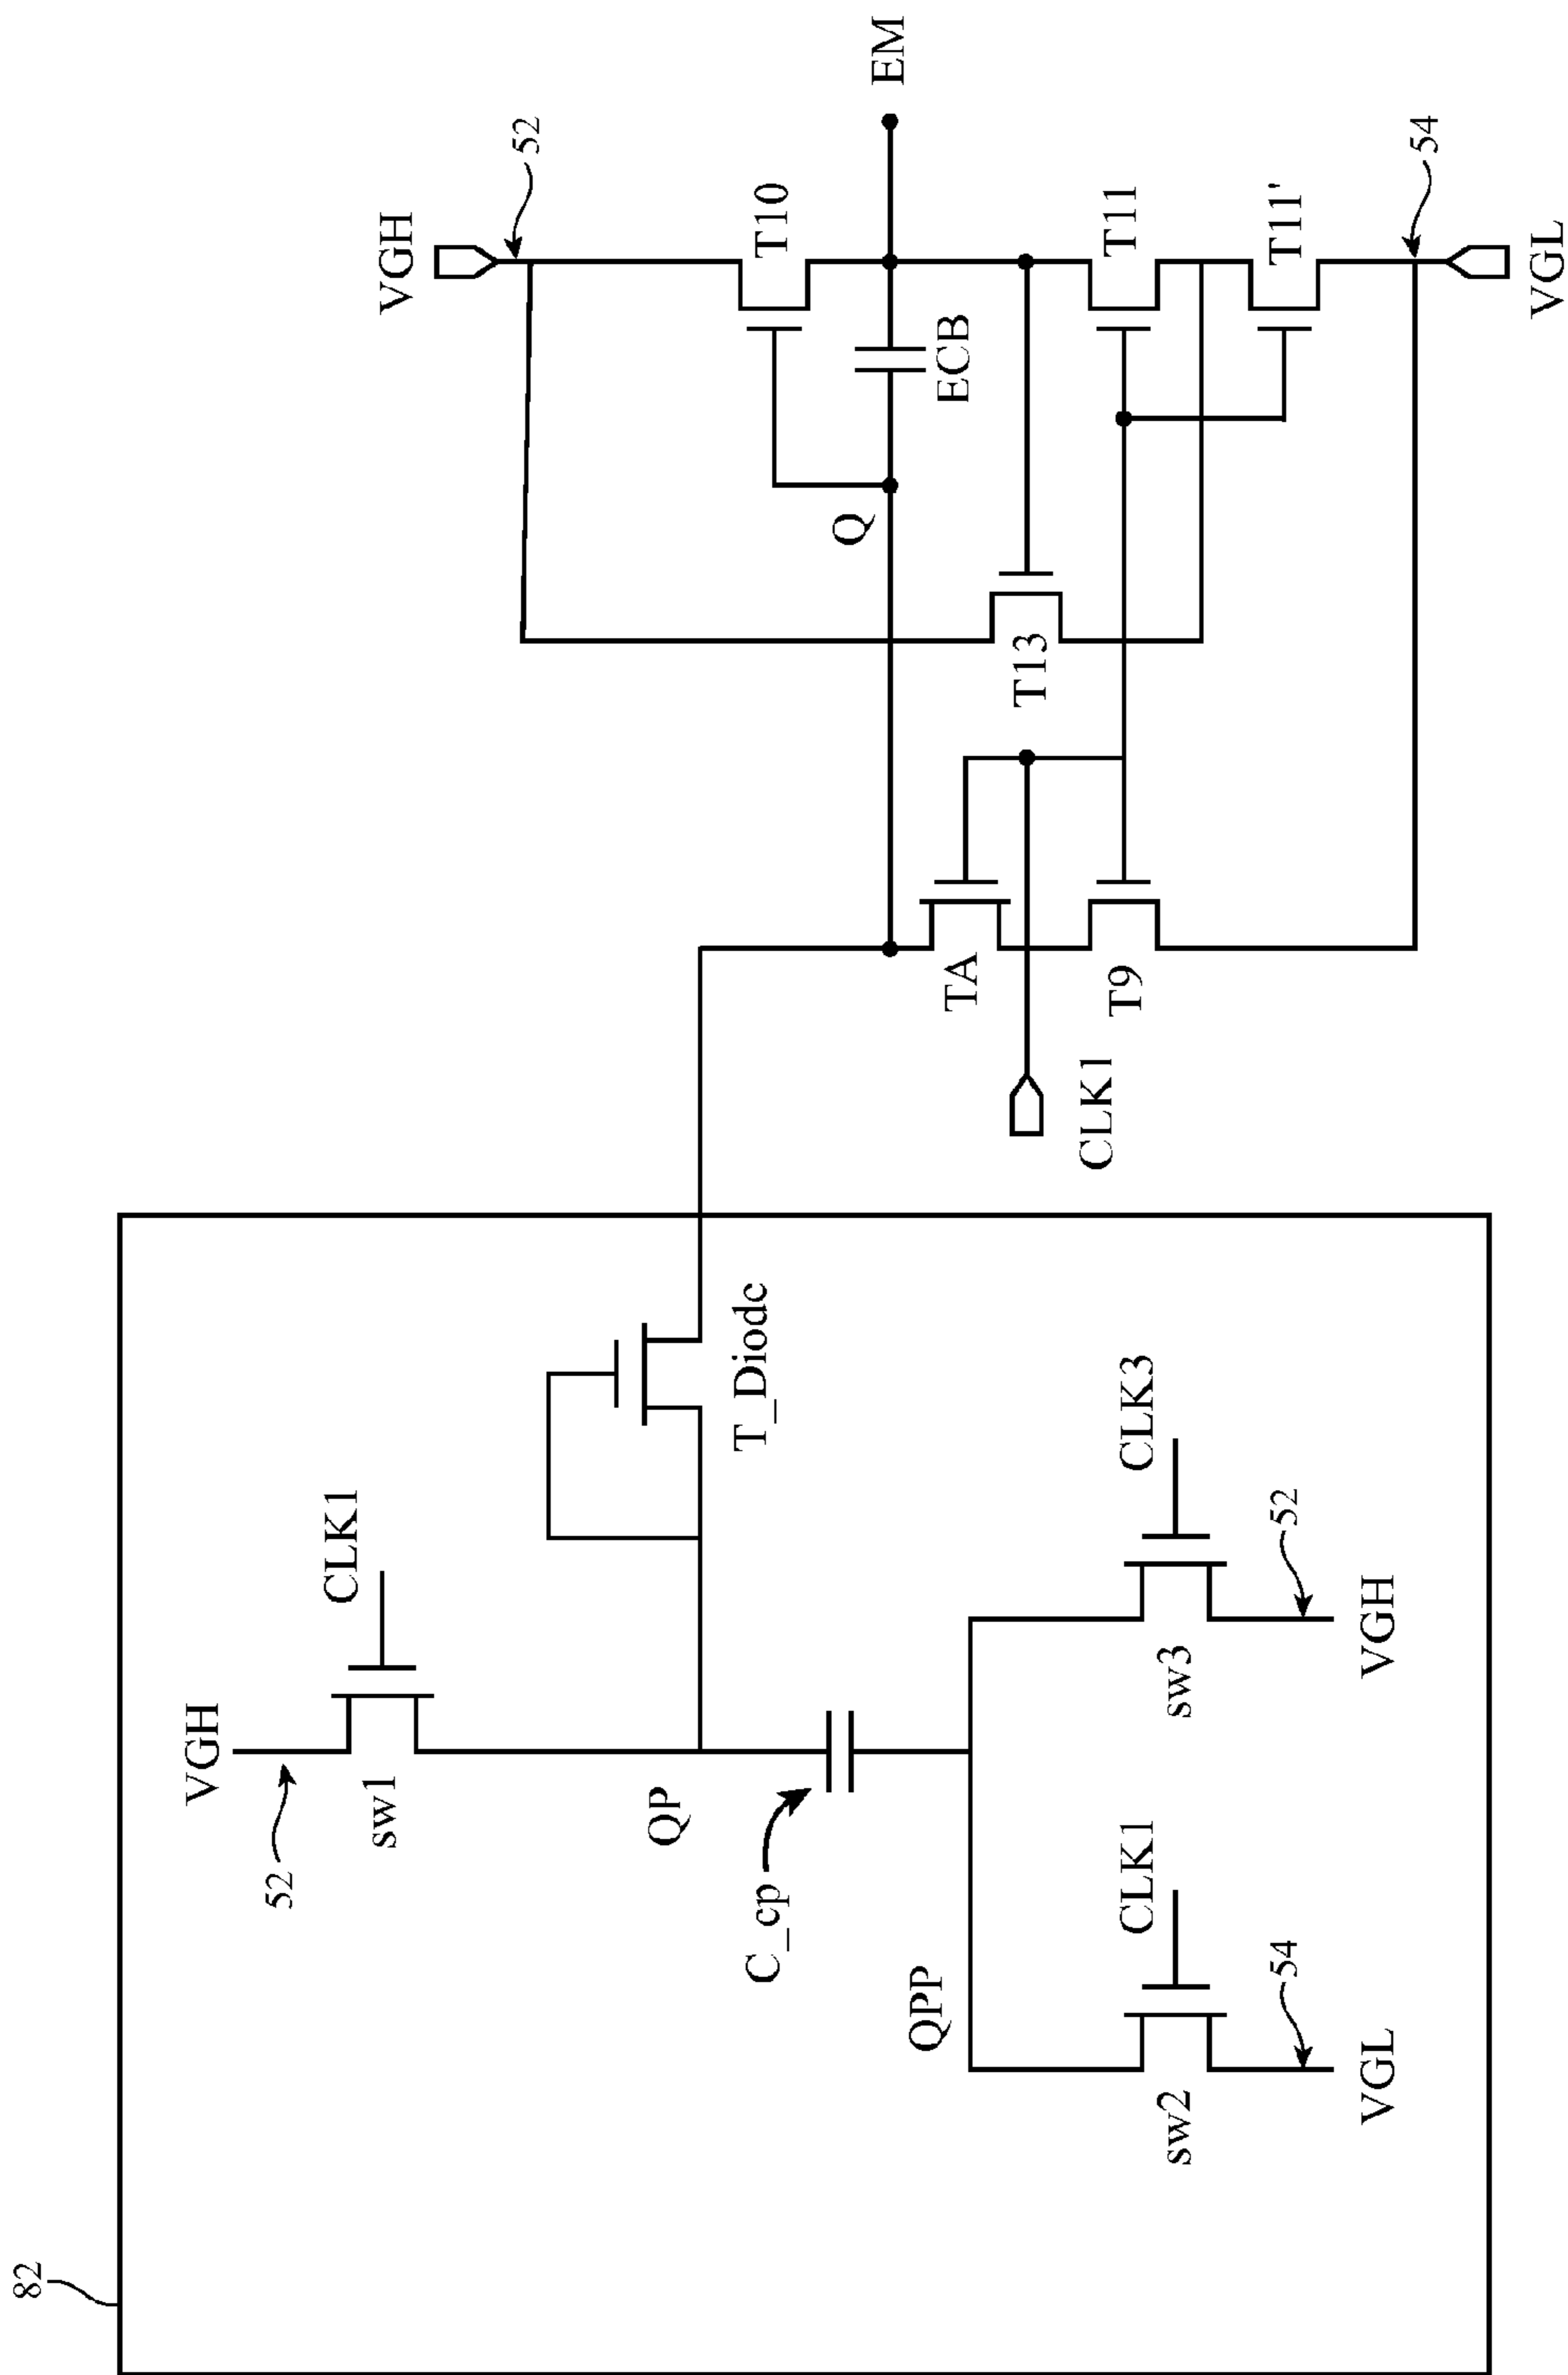 82
VGH
52
sw1
CLK1
QP
C_cp
T_Diode
QPP
sw2
CLK1
54
VGL
sw3
CLK3
52
VGH
CLK1
TA
T9
T13
Q
ECB
VGH
52
T10
EM
T11
T11'
54
VGL